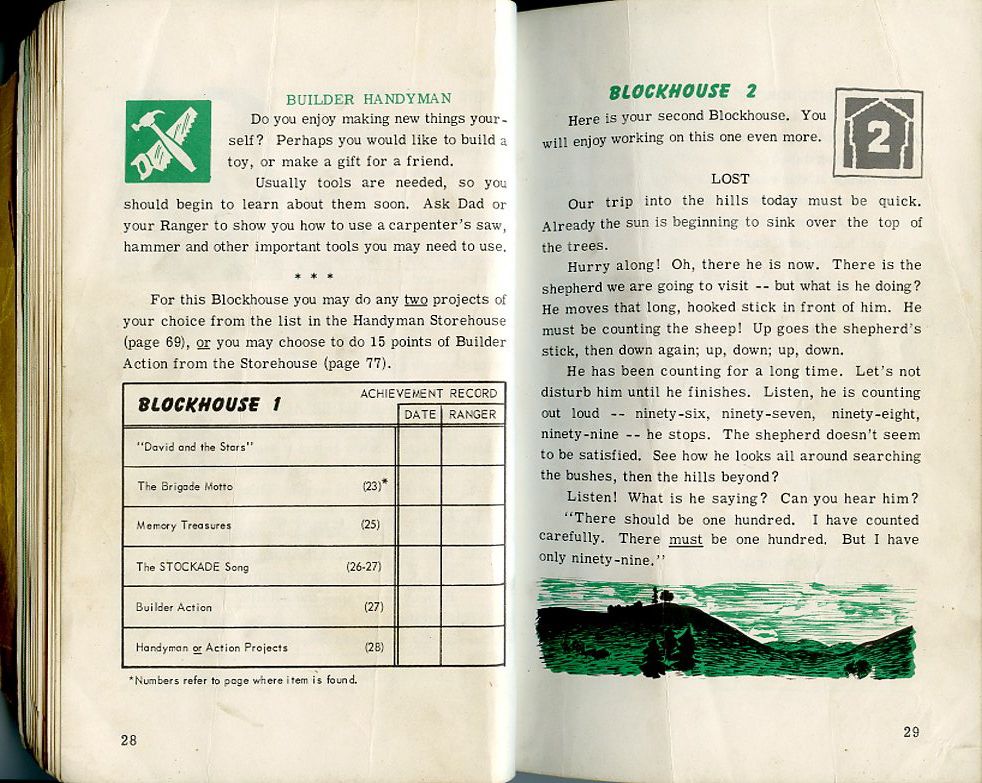 BUILDER HANDYMAN
Do you enjoy making new things your-
self? Perhaps you would like to build a
toy, or make a gift for a friend.
Usually tools are needed, so you
should begin to learn about them soon. Ask Dad or
your Ranger to show you how to use a carpenter's saw,
hammer and other important tools you may need to use.
* * *
For this Blockhouse you may do any two projects of
your choice from the list in the Handyman Storehouse
(page 69), or you may choose to do 15 points of Builder
Action from the Storehouse (page 77).
BLOCKHOUSE 1
ACHIEVEMENT RECORD
DATE RANGER
"David and the Stars"
The Brigade Motto (23)*
Memory Treasures (25)
The STOCKADE Song (26-27)
Builder Action (27)
Handyman or Action Projects (28)
*Numbers refer to page where item is found.
28
BLOCKHOUSE 2
Here is your second Blockhouse. You
will enjoy working on this one even more.
2
LOST
Our trip into the hills today must be quick.
Already the sun is beginning to sink over the top of
the trees.
Hurry along! Oh, there he is now. There is the
shepherd we are going to visit -- but what is he doing?
He moves that long, hooked stick in front of him. He
must be counting the sheep! Up goes the shepherd's
stick, then down again; up, down; up, down.
He has been counting for a long time. Let's not
disturb him until he finishes. Listen, he is counting
out loud -- ninety-six, ninety-seven, ninety-eight,
ninety-nine -- he stops. The shepherd doesn't seem
to be satisfied. See how he looks all around searching
the bushes, then the hills beyond?
Listen! What is he saying? Can you hear him?
"There should be one hundred. I have counted
carefully. There must be one hundred. But I have
only ninety-nine."
29